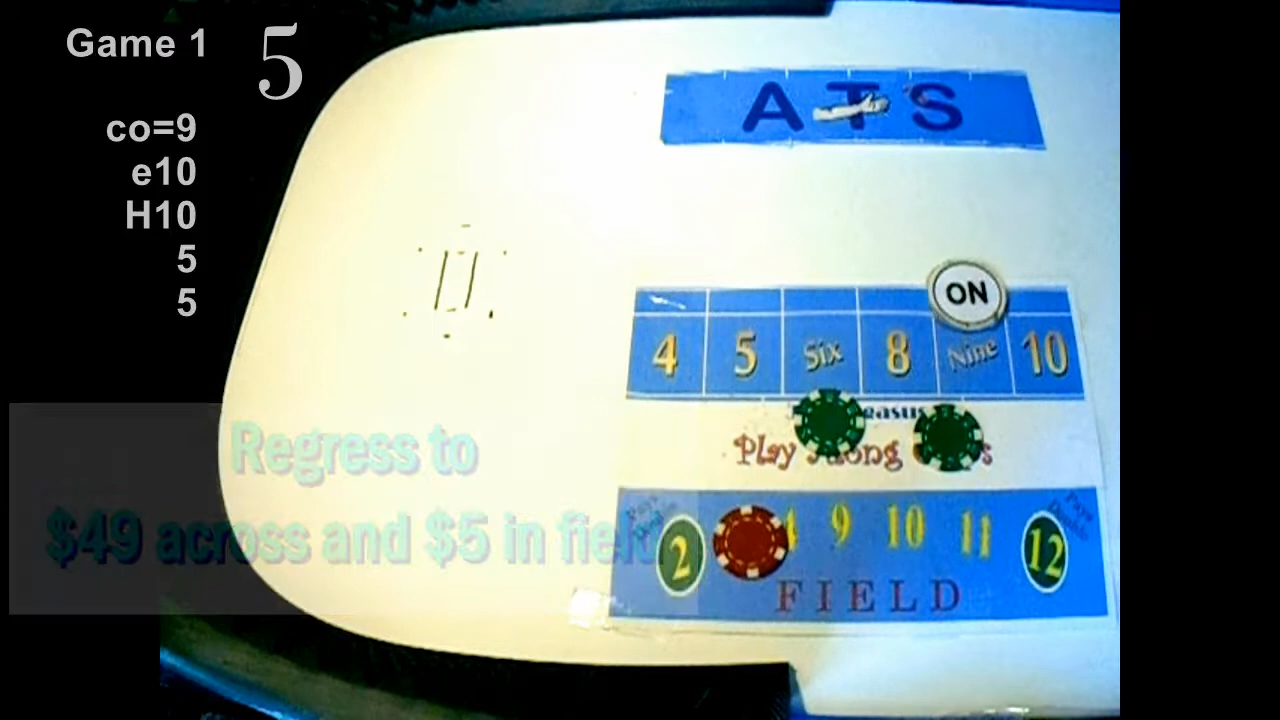 Game 1
5
co=9
e10
H10
5
5
A T S
ON
4 5 Six 8 Nine 10
Play
Regress to
$49 across and $5 in field
2 9 10 11 12
FIELD